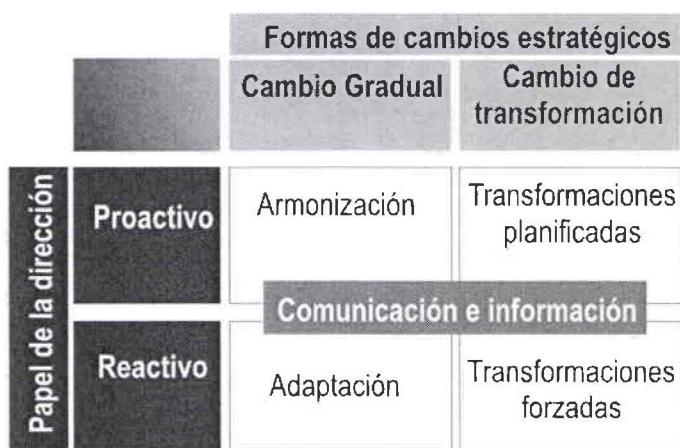 Formas de cambios estratégicos
Cambio Gradual
Cambio de
transformación
Papel de la dirección
Proactivo
Armonización
Transformaciones
planificadas
Comunicación e información
Reactivo
Adaptación
Transformaciones
forzadas